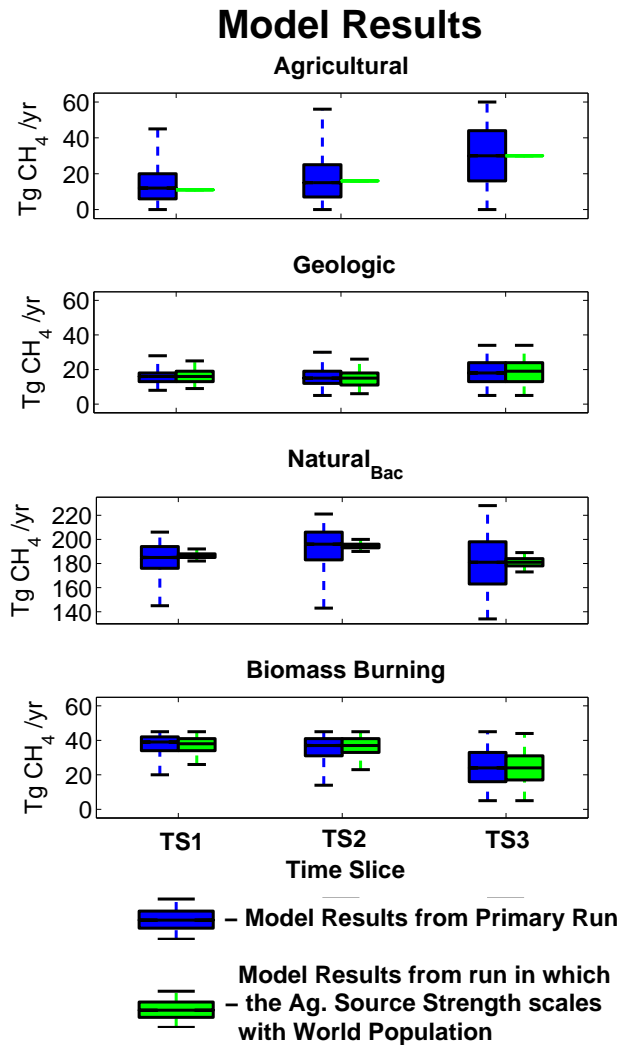 Model Results
Agricultural
Tg CH4 /yr
60
40
20
0
Geologic
Tg CH4 /yr
60
40
20
0
NaturalBac
Tg CH4 /yr
220
200
180
160
140
Biomass Burning
Tg CH4 /yr
60
40
20
0
TS1 TS2 TS3
Time Slice
– Model Results from Primary Run
Model Results from run in which
– the Ag. Source Strength scales
with World Population